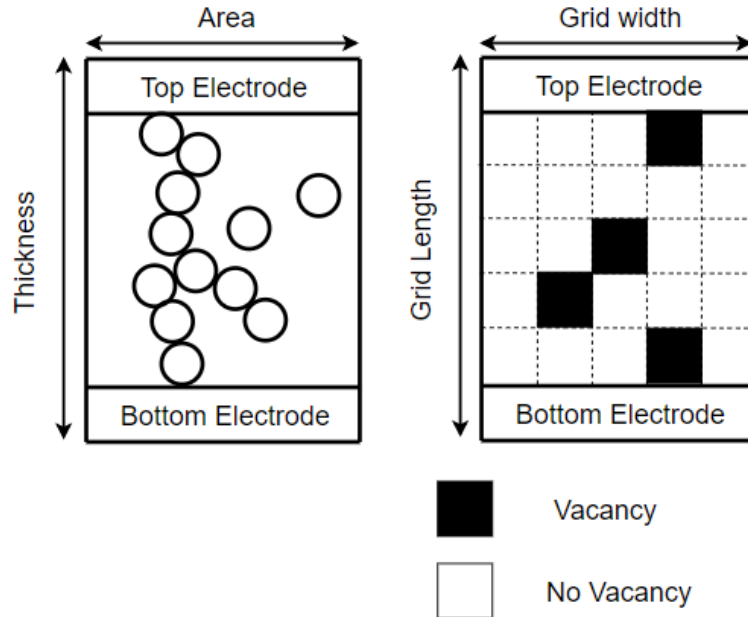 Area
Grid width
Top Electrode
Top Electrode
Thickness
Grid Length
Bottom Electrode
Bottom Electrode
Vacancy
No Vacancy